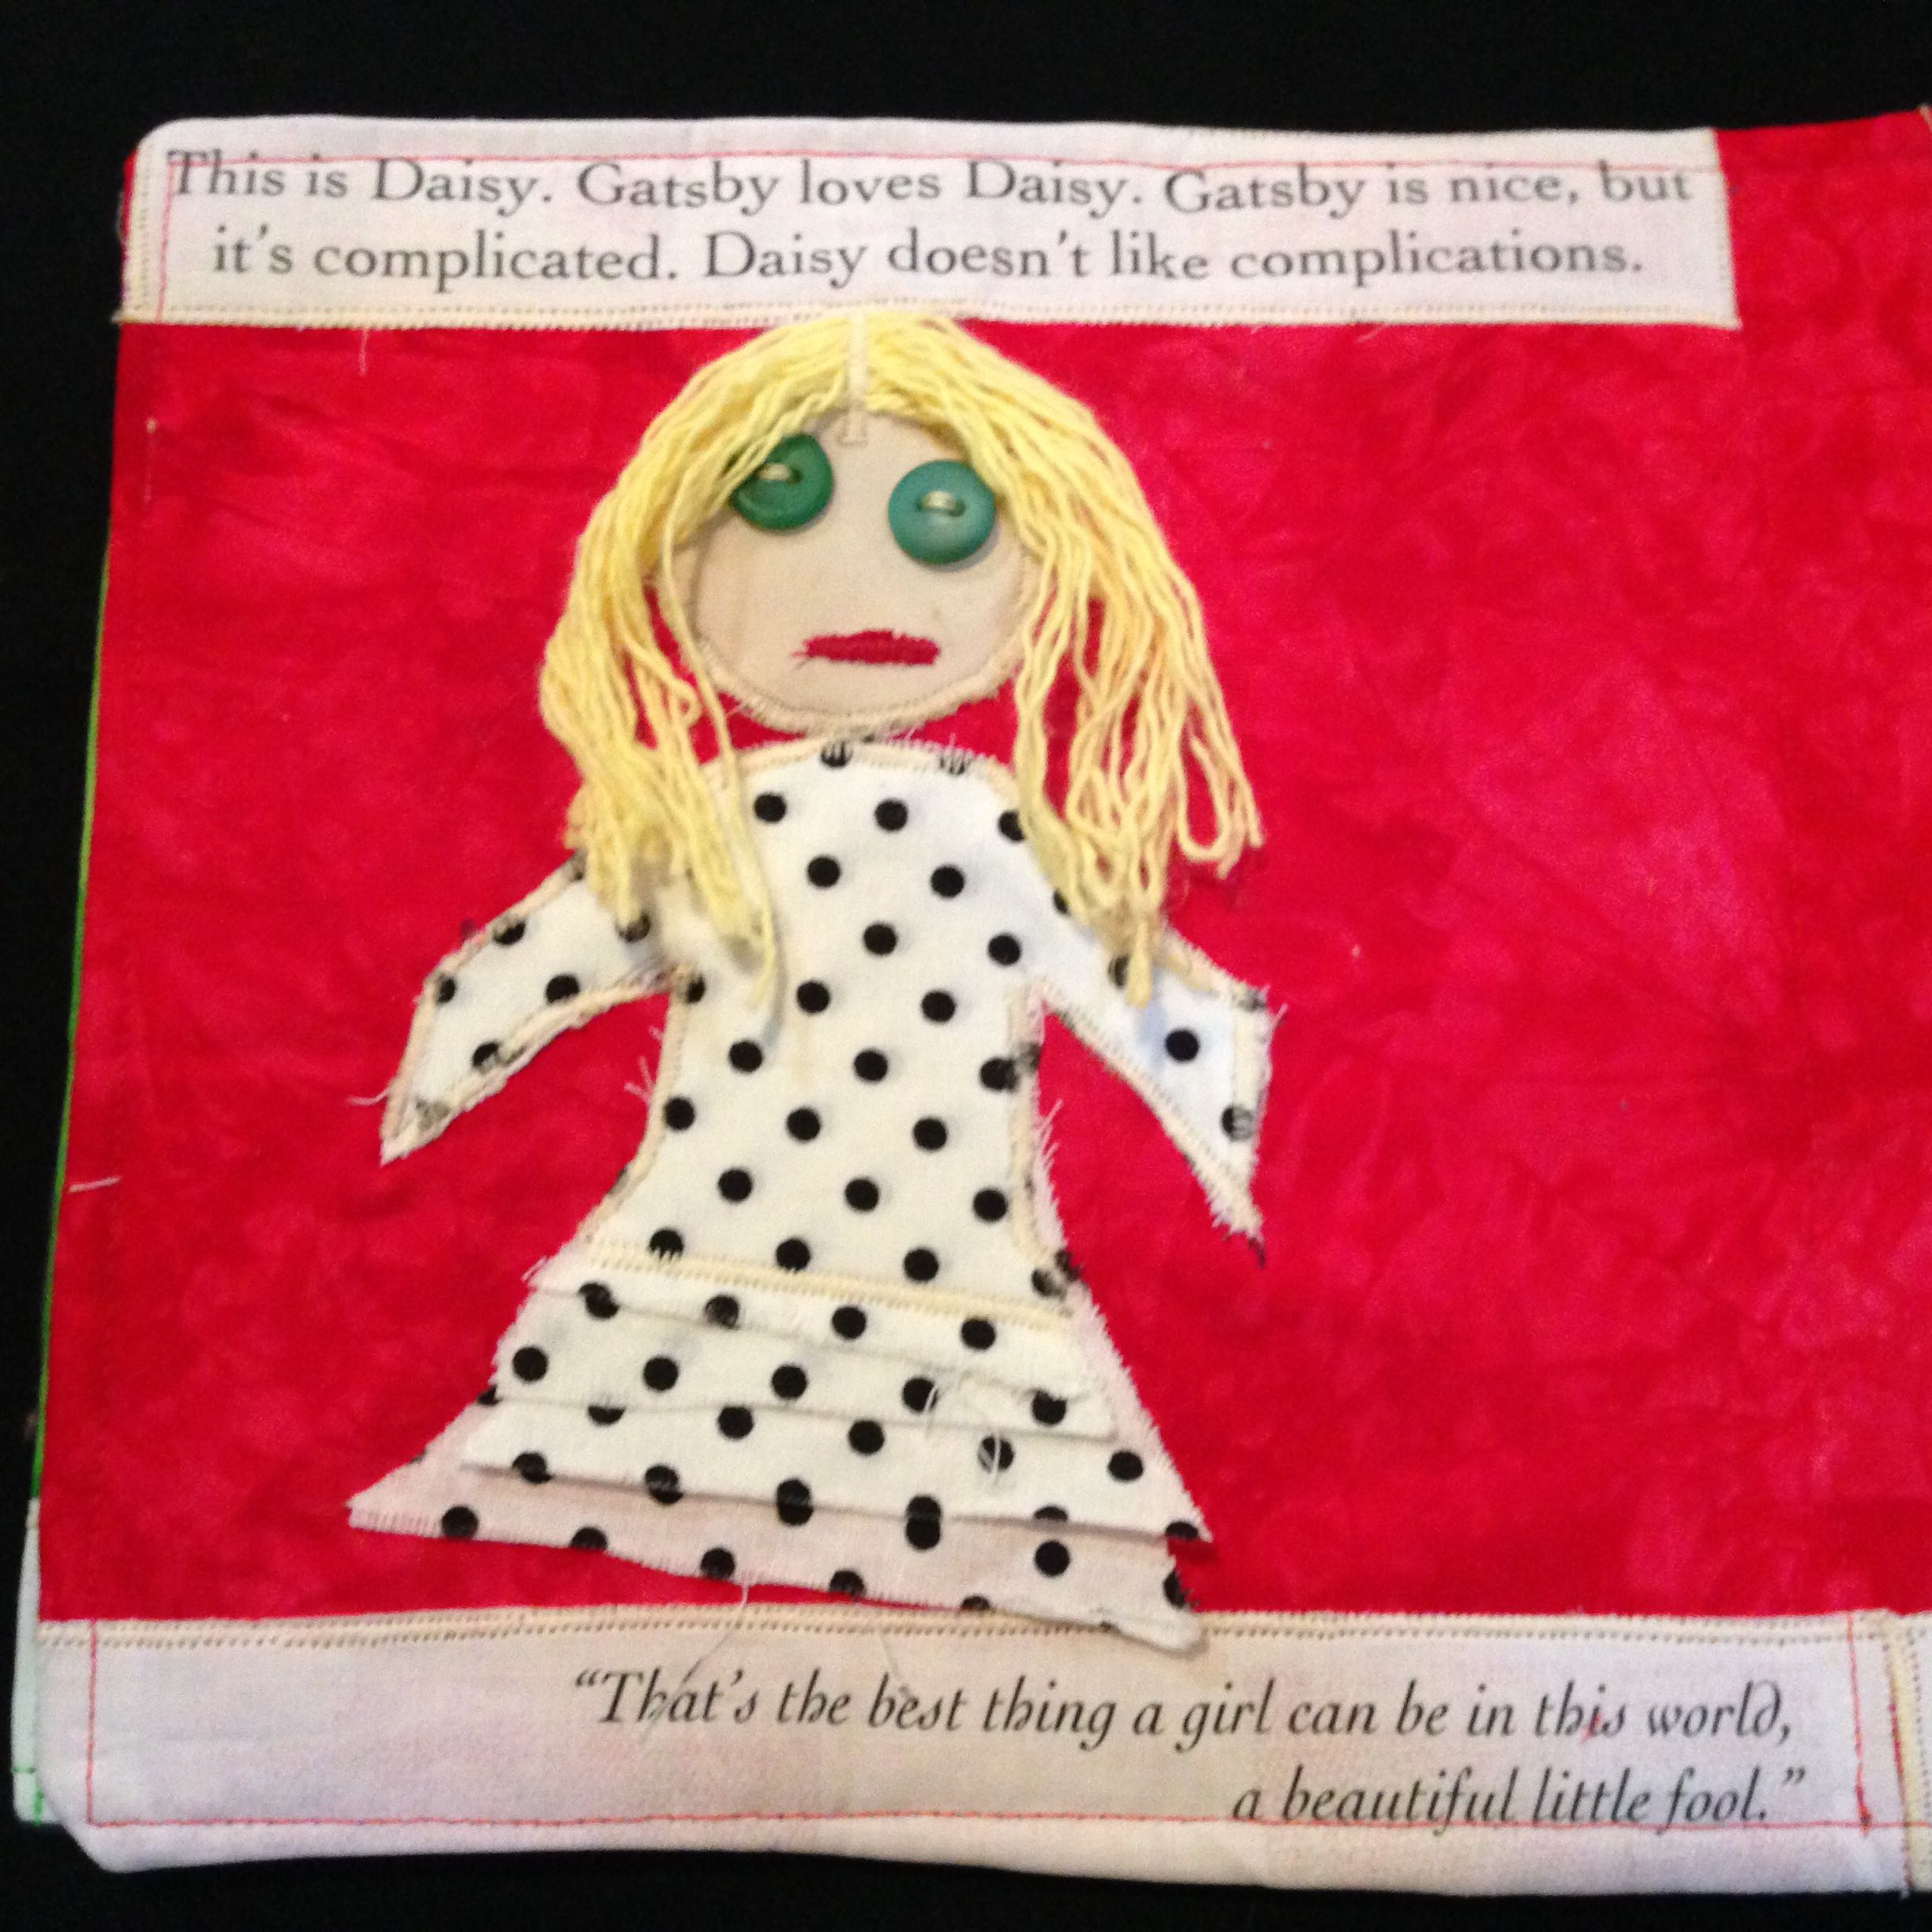 This is Daisy. Gatsby loves Daisy. Gatsby is nice, but
it's complicated. Daisy doesn't like complications.
“That's the best thing a girl can be in this world,
a beautiful little fool.”